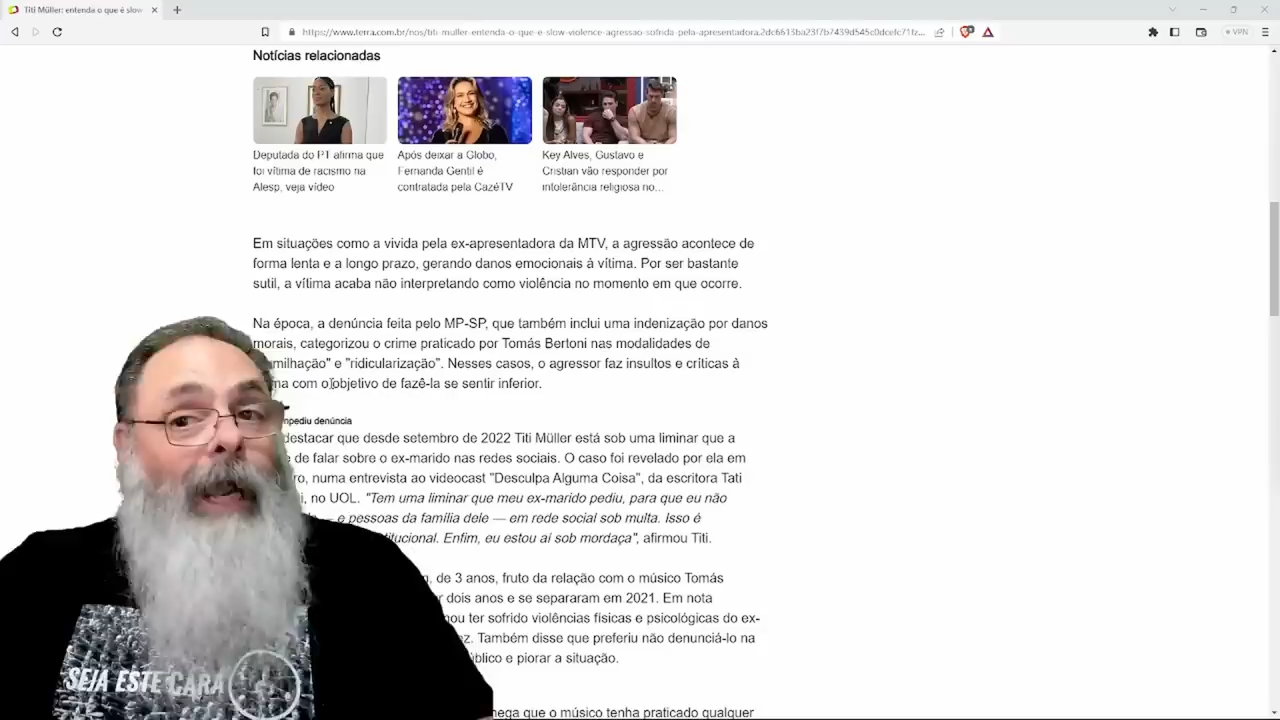 Titi Müller: entenda o que é slow
https://www.terra.com.br/nos/titi-muller-entenda-o-que-e-slow-violence-agressao-sofrida-pela-apresentadora,2dc6613ba23f7b7439d545c0dcefc71fz...
VPN
Notícias relacionadas
Deputada do PT afirma que
foi vítima de racismo na
Alesp, veja vídeo
Após deixar a Globo,
Fernanda Gentil é
contratada pela CazéTV
Key Alves, Gustavo e
Cristian vão responder por
intolerância religiosa no...
Em situações como a vivida pela ex-apresentadora da MTV, a agressão acontece de
forma lenta e a longo prazo, gerando danos emocionais à vítima. Por ser bastante
sutil, a vítima acaba não interpretando como violência no momento em que ocorre.
Na época, a denúncia feita pelo MP-SP, que também inclui uma indenização por danos
morais, categorizou o crime praticado por Tomás Bertoni nas modalidades de
milhação" e "ridicularização". Nesses casos, o agressor faz insultos e críticas à
com o objetivo de fazê-la se sentir inferior.
mpediu denúncia
destacar que desde setembro de 2022 Titi Müller está sob uma liminar que a
e de falar sobre o ex-marido nas redes sociais. O caso foi revelado por ela em
ro, numa entrevista ao videocast "Desculpa Alguma Coisa", da escritora Tati
i, no UOL. "Tem uma liminar que meu ex-marido pediu, para que eu não
— e pessoas da família dele — em rede social sob multa. Isso é
titucional. Enfim, eu estou aí sob mordaça", afirmou Titi.
, de 3 anos, fruto da relação com o músico Tomás
r dois anos e se separaram em 2021. Em nota
ou ter sofrido violências físicas e psicológicas do ex-
ez. Também disse que preferiu não denunciá-lo na
úblico e piorar a situação.
nega que o músico tenha praticado qualquer
SEJA ESTE CARA